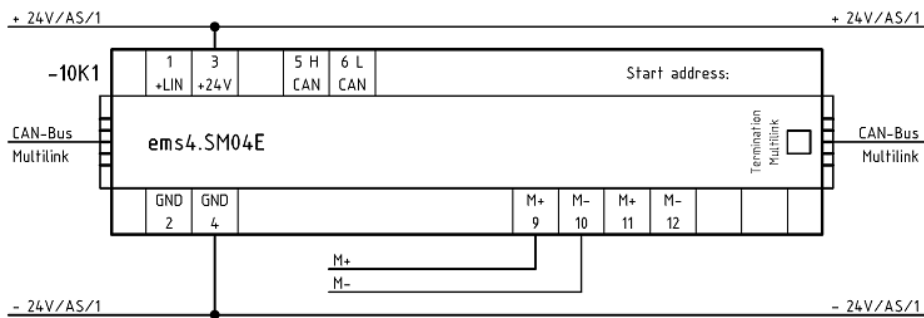 + 24V/AS/1 + 24V/AS/1
-10K1
1 3 5 H 6 L
+LIN +24V CAN CAN
Start address:
CAN-Bus
Multilink
ems4.SM04E
Termination
Multilink
CAN-Bus
Multilink
GND GND M+ M- M+ M-
2 4 9 10 11 12
M+
M-
- 24V/AS/1 - 24V/AS/1